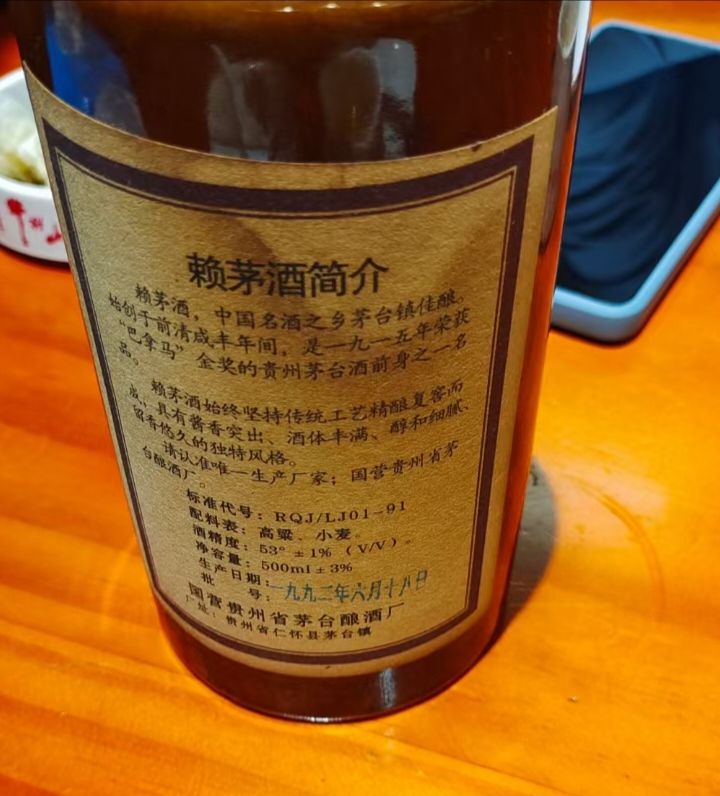 赖茅酒简介
赖茅酒，中国名酒之乡茅台镇佳酿。
始创于前清咸丰年间，是一九一五年荣获
“巴拿马”金奖的贵州茅台酒前身之一名
品。
赖茅酒始终坚持传统工艺精酿复窖而
成，具有酱香突出、酒体丰满、醇和细腻、
留香悠久的独特风格。
请认准唯一生产厂家；国营贵州省茅
台酿酒厂。
标准代号：RQJ/LJ01-91
配料表：高粱、小麦。
酒精度：53°±1%（V/V）。
净容量：500ml±3%
生产日期：
批 号：一九九二年六月十八日
国营贵州省茅台酿酒厂
厂址：贵州省仁怀县茅台镇